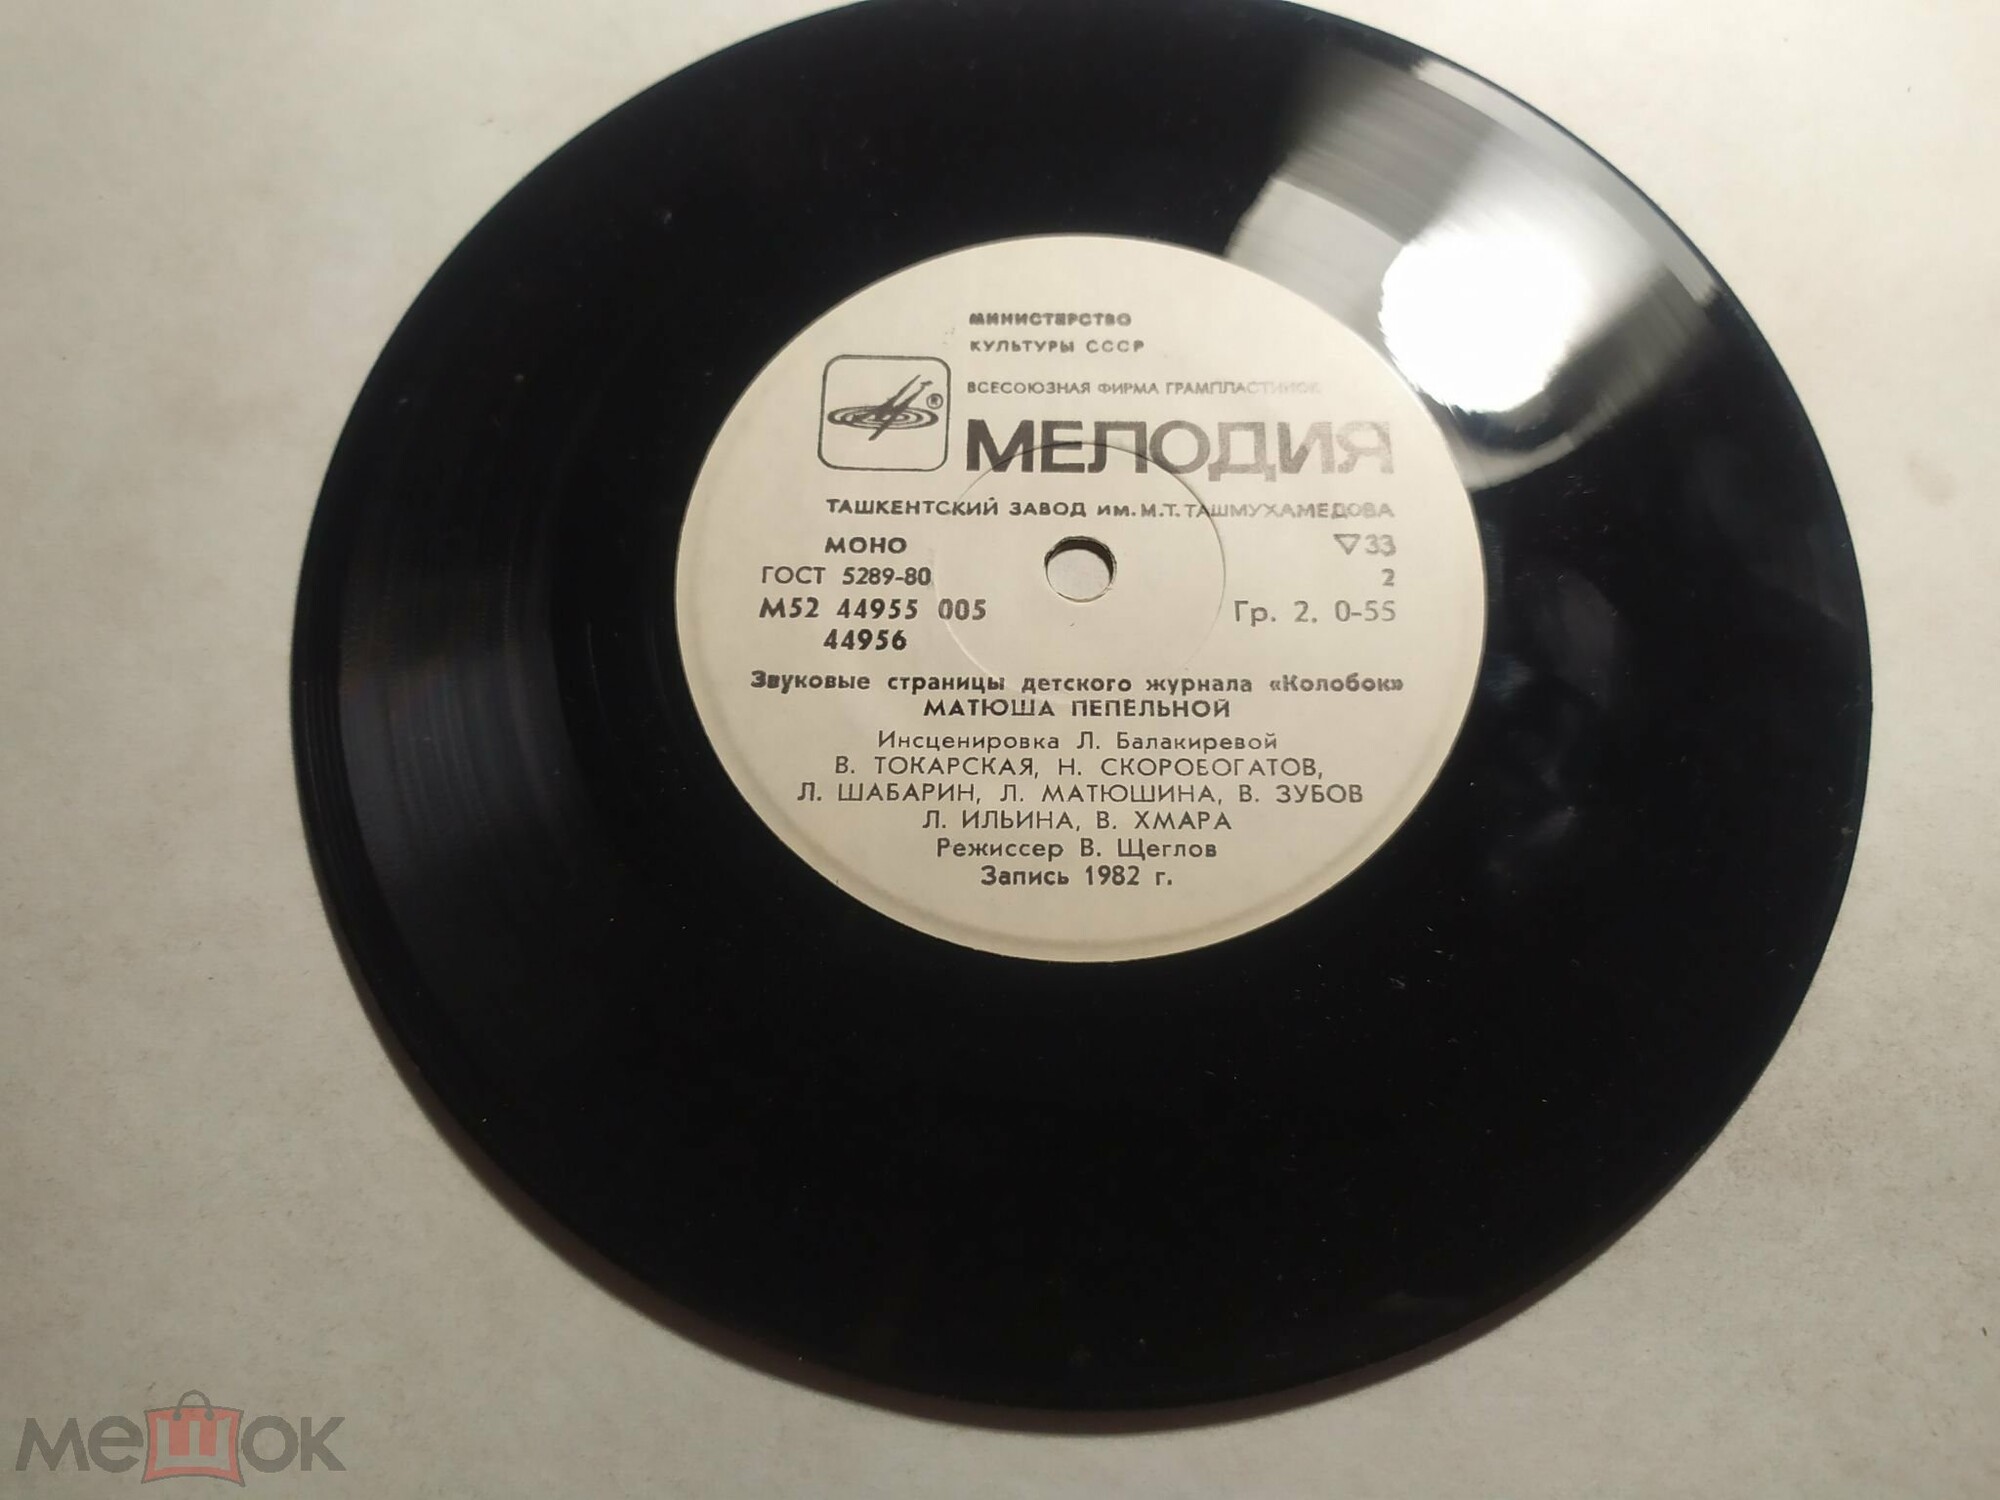 МИНИСТЕРСТВО
КУЛЬТУРЫ СССР
ВСЕСОЮЗНАЯ ФИРМА ГРАМПЛАСТИНОК
®
МЕЛОДИЯ
ТАШКЕНТСКИЙ ЗАВОД им. М.Т. ТАШМУХАМЕДОВА
МОНО ▽33
ГОСТ 5289-80 2
М52 44955 005 Гр. 2. 0-55
44956
Звуковые страницы детского журнала «Колобок»
МАТЮША ПЕПЕЛЬНОЙ
Инсценировка Л. Балакиревой
В. ТОКАРСКАЯ, Н. СКОРОБОГАТОВ,
Л. ШАБАРИН, Л. МАТЮШИНА, В. ЗУБОВ
Л. ИЛЬИНА, В. ХМАРА
Режиссер В. Щеглов
Запись 1982 г.
мешок